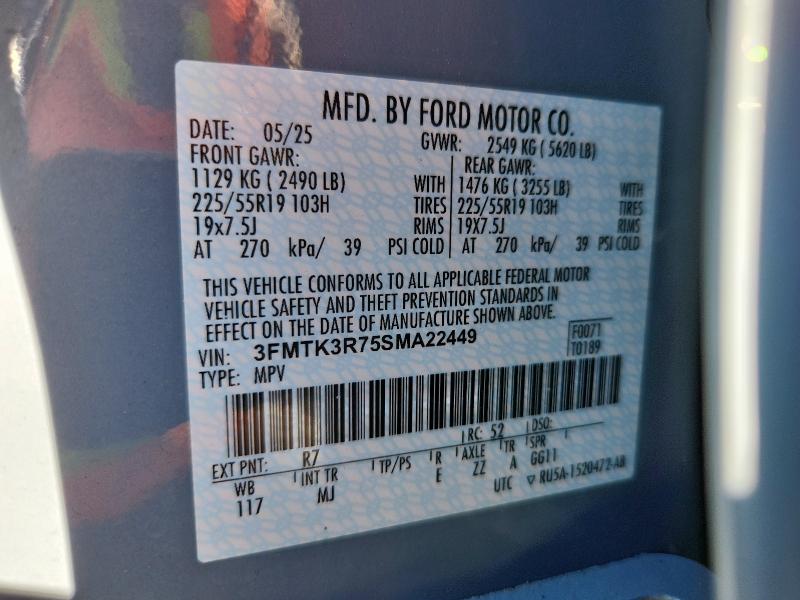 MFD. BY FORD MOTOR CO.
DATE: 05/25 GVWR: 2549 KG ( 5620 LB)
FRONT GAWR: REAR GAWR:
1129 KG ( 2490 LB) WITH 1476 KG ( 3255 LB) WITH
225/55R19 103H TIRES 225/55R19 103H TIRES
19x7.5J RIMS 19X7.5J RIMS
AT 270 kPa/ 39 PSI COLD AT 270 kPa/ 39 PSI COLD
THIS VEHICLE CONFORMS TO ALL APPLICABLE FEDERAL MOTOR
VEHICLE SAFETY AND THEFT PREVENTION STANDARDS IN
EFFECT ON THE DATE OF MANUFACTURE SHOWN ABOVE.
VIN: 3FMTK3R75SMA22449 F0071
TYPE: MPV T0189
EXT PNT: R7 RC: 52 DSO:
WB INT TR TP/PS R AXLE TR SPR
117 MJ E ZZ A GG11
UTC ▽ RU5A-1520472-AB